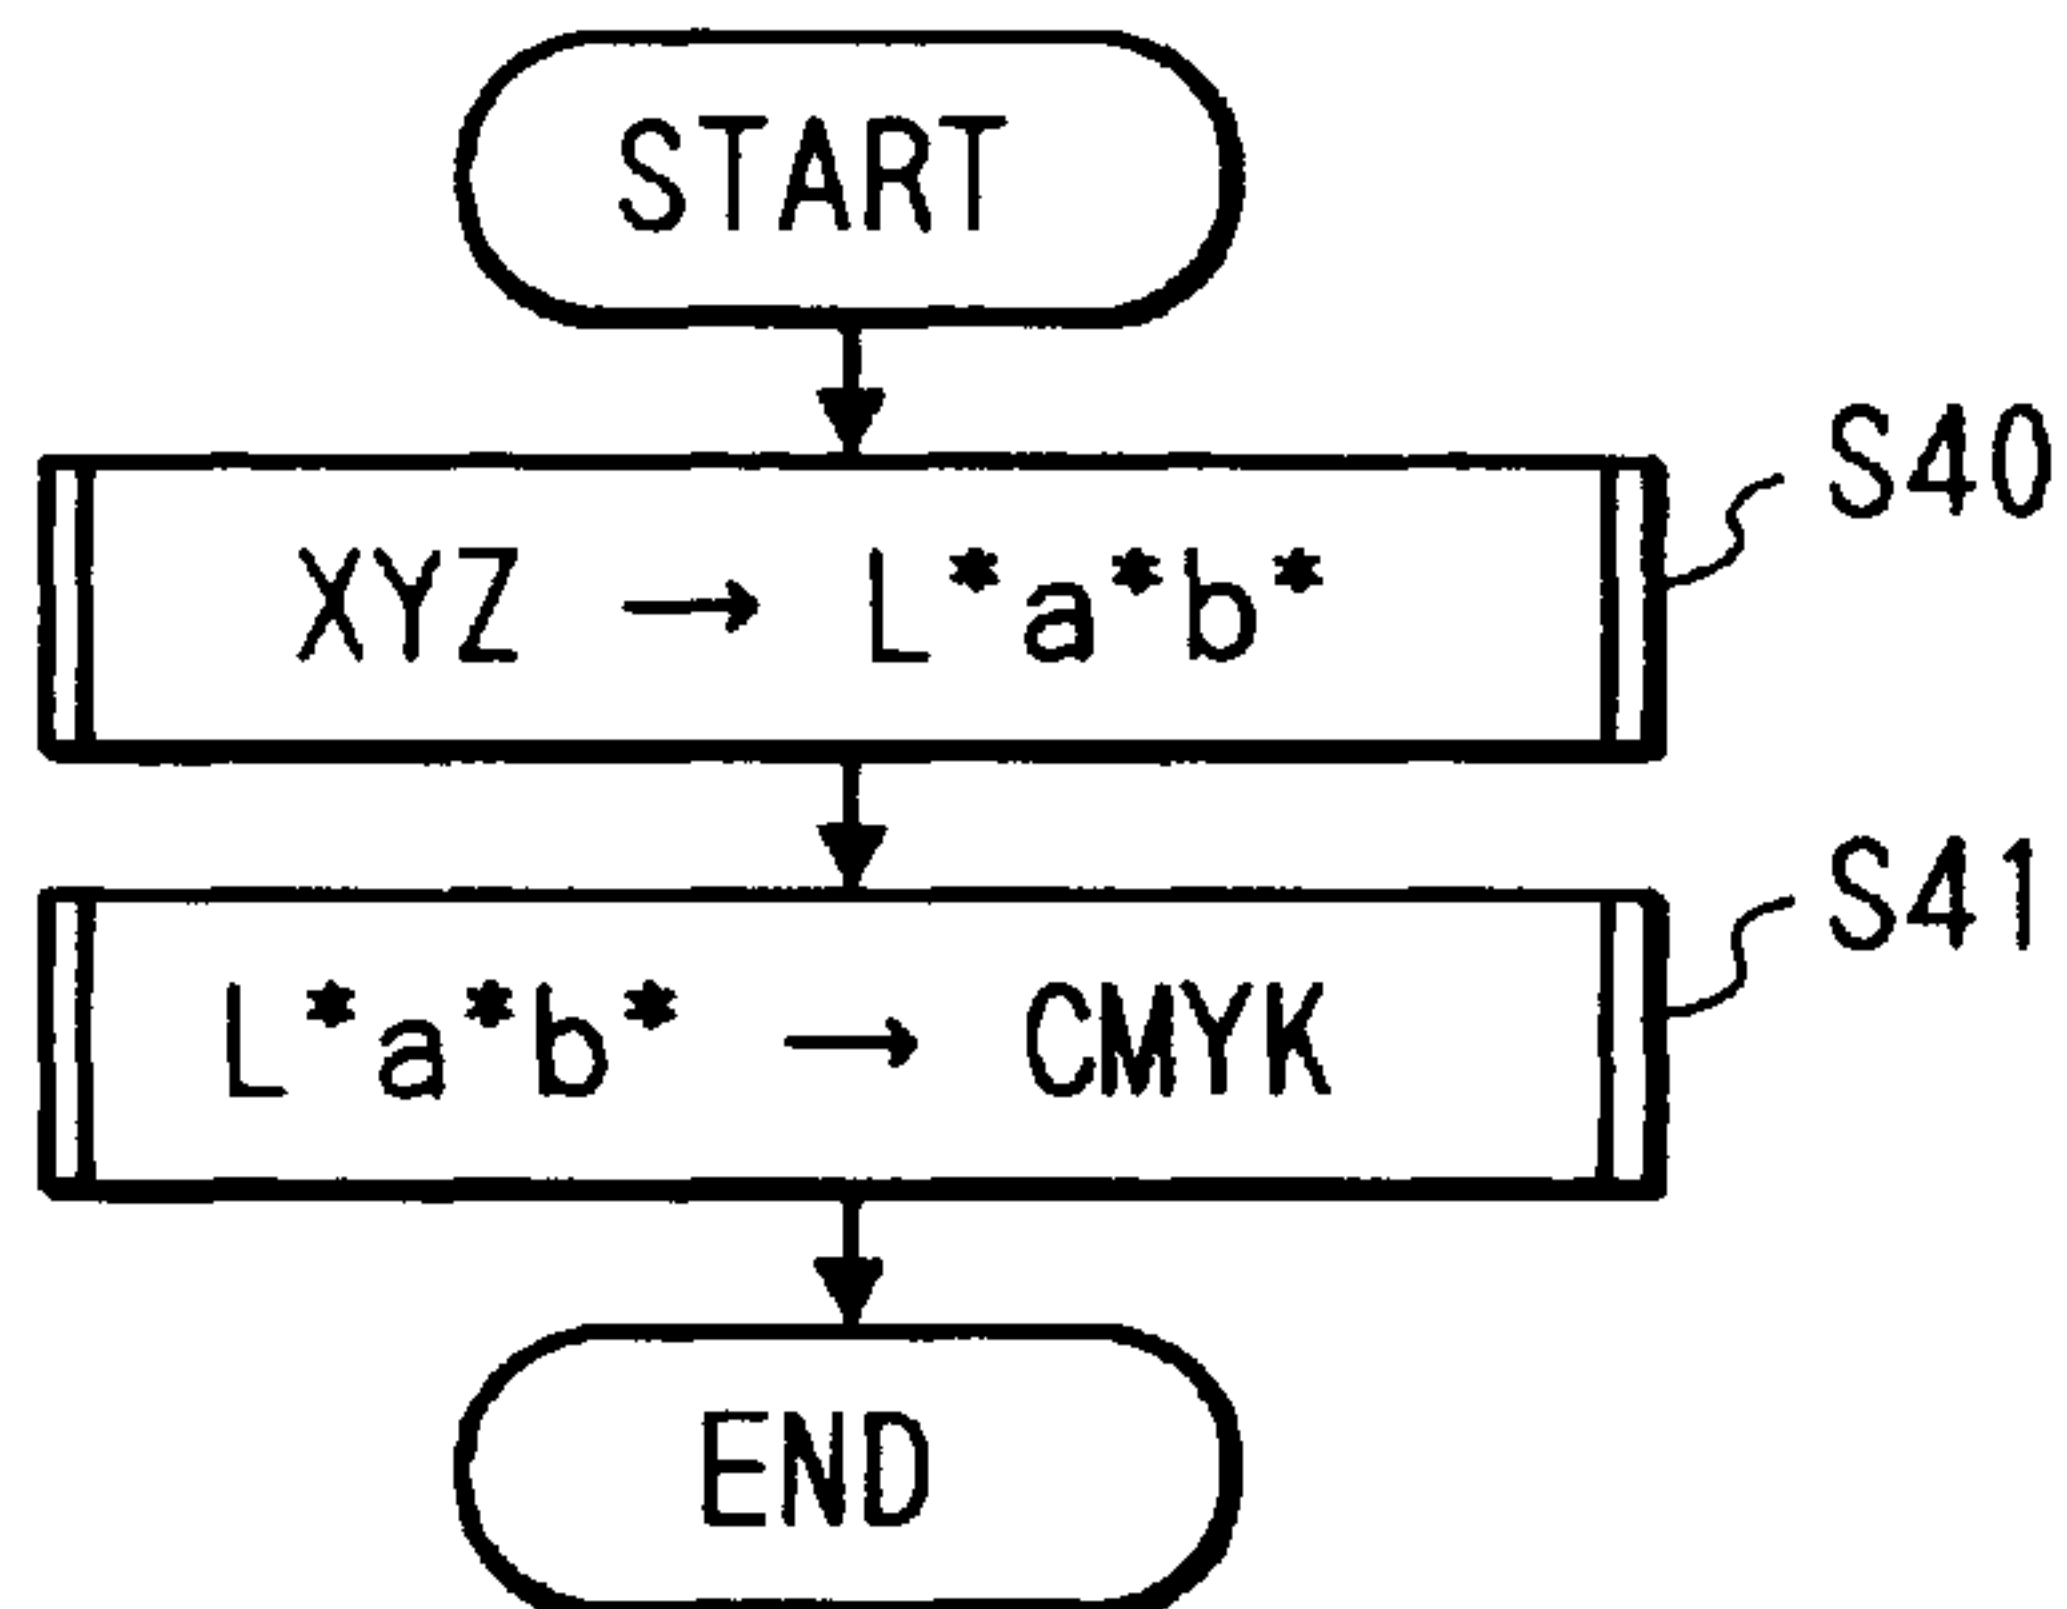 START
S40
XYZ → L*a*b*
S41
L*a*b* → CMYK
END